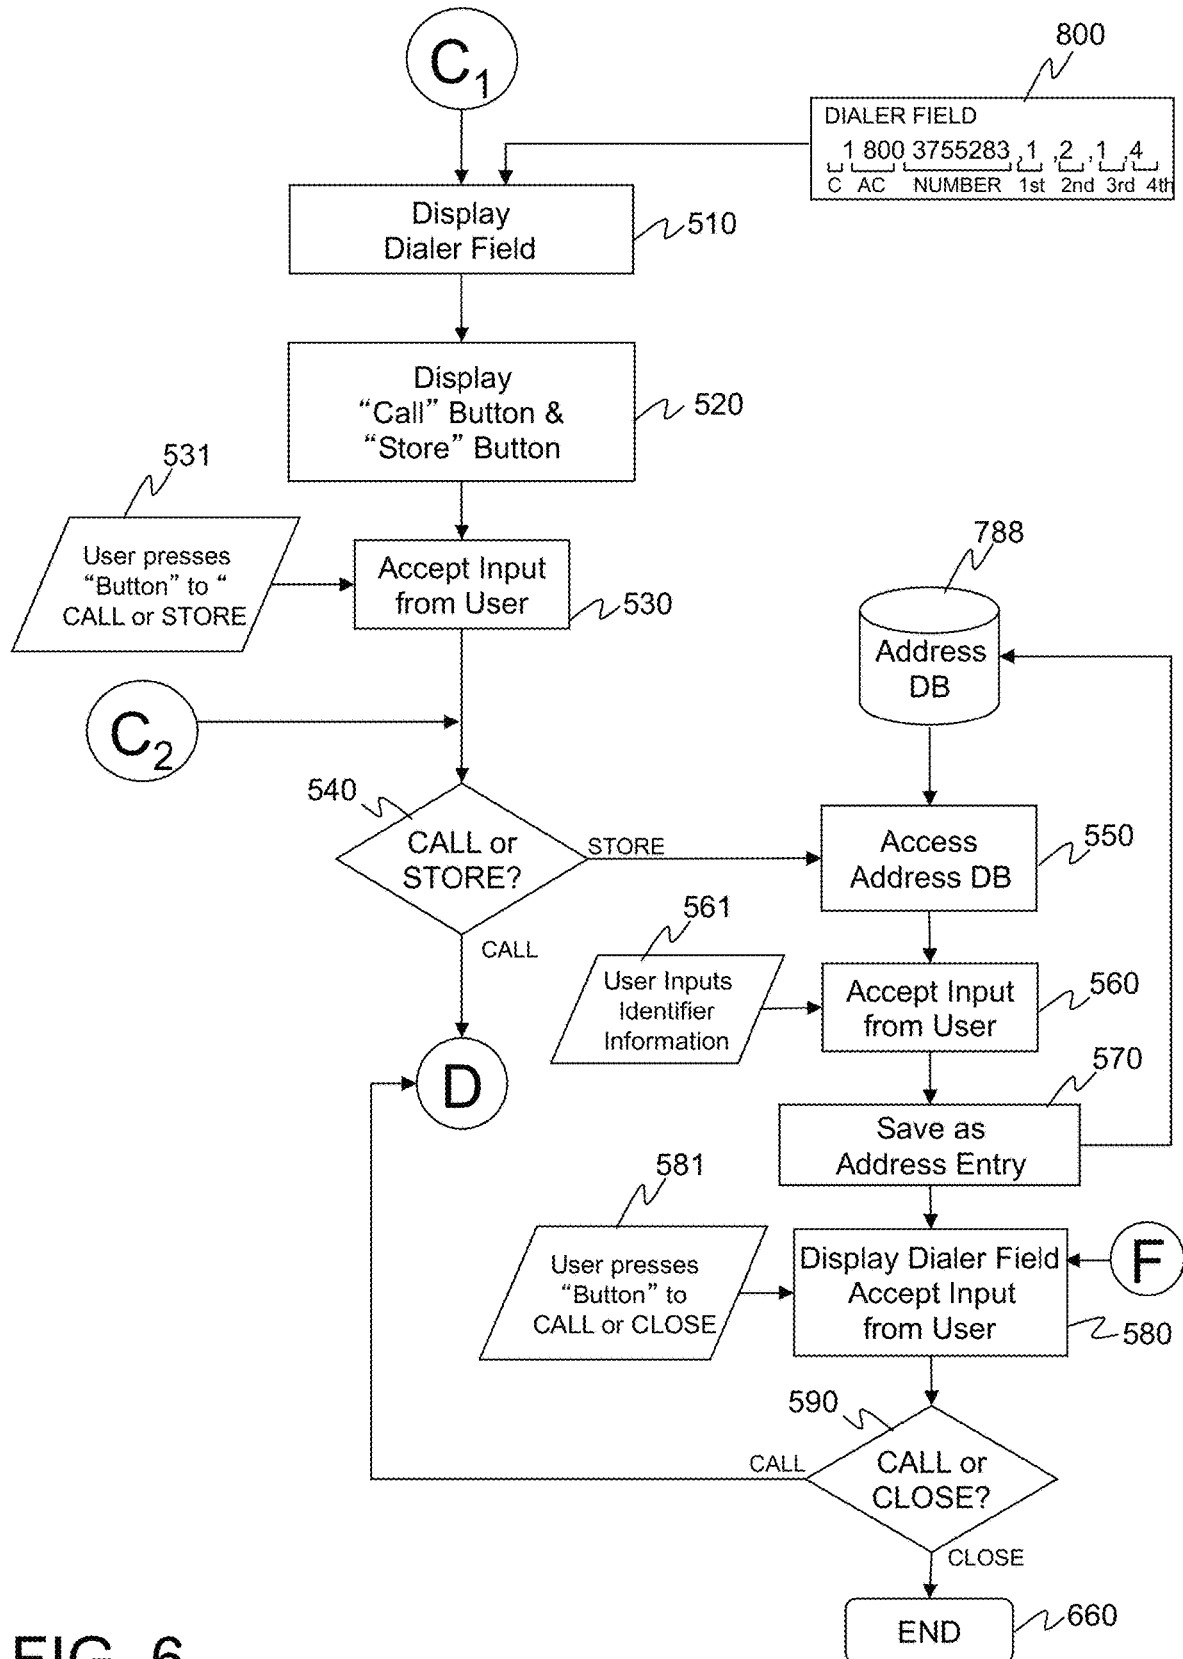 C1
800
DIALER FIELD
1 800 3755283 ,1 ,2 ,1 ,4
C AC NUMBER 1st 2nd 3rd 4th
Display
Dialer Field
510
Display
“Call” Button &
“Store” Button
520
531
User presses
“Button” to “
CALL or STORE
Accept Input
from User
530
788
Address
DB
C2
540
CALL or
STORE?
STORE
CALL
Access
Address DB
550
561
User Inputs
Identifier
Information
Accept Input
from User
560
D
570
Save as
Address Entry
581
User presses
“Button” to
CALL or CLOSE
Display Dialer Field
Accept Input
from User
F
580
590
CALL
CALL or
CLOSE?
CLOSE
END
660
FIG. 6